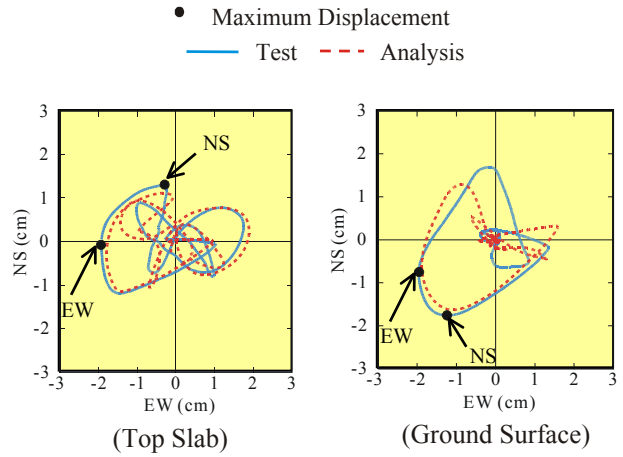 Maximum Displacement
Test Analysis
3
2
1
0
-1
-2
-3
NS (cm)
NS
EW
-3 -2 -1 0 1 2 3
EW (cm)
(Top Slab)
3
2
1
0
-1
-2
-3
NS (cm)
EW
NS
-3 -2 -1 0 1 2 3
EW (cm)
(Ground Surface)